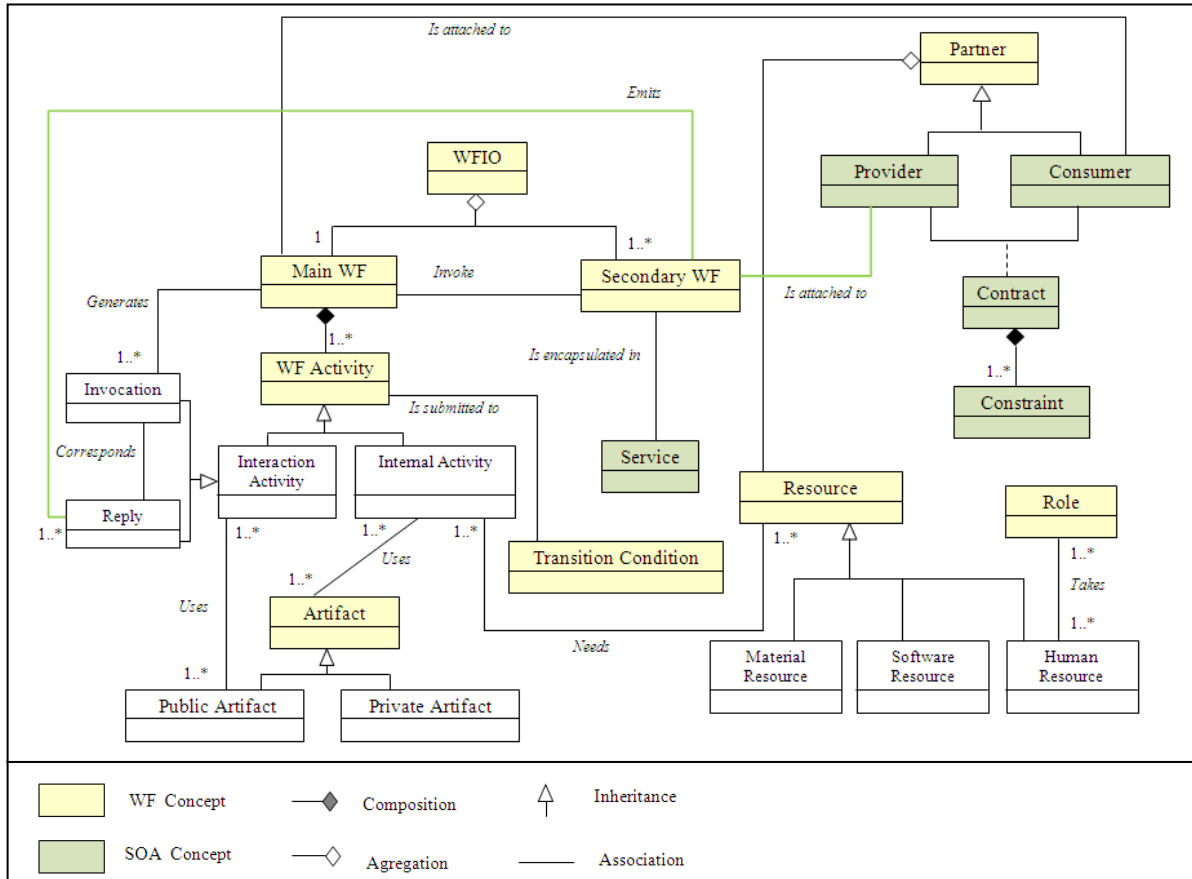 Is attached to
Partner
Emits
WFIO
Provider
Consumer
1
1..*
Main WF
Invoke
Secondary WF
Is attached to
Contract
Generates
1..*
1..*
WF Activity
Is encapsulated in
1..*
Invocation
Is submitted to
Constraint
Corresponds
Interaction
Activity
Internal Activity
Service
Resource
Role
Reply
1..*
1..*
1..*
1..*
1..*
1..*
Uses
Transition Condition
1..*
Takes
Uses
Artifact
1..*
Needs
Material
Resource
Software
Resource
Human
Resource
1..*
Public Artifact
Private Artifact
WF Concept
Composition
Inheritance
SOA Concept
Agregation
Association